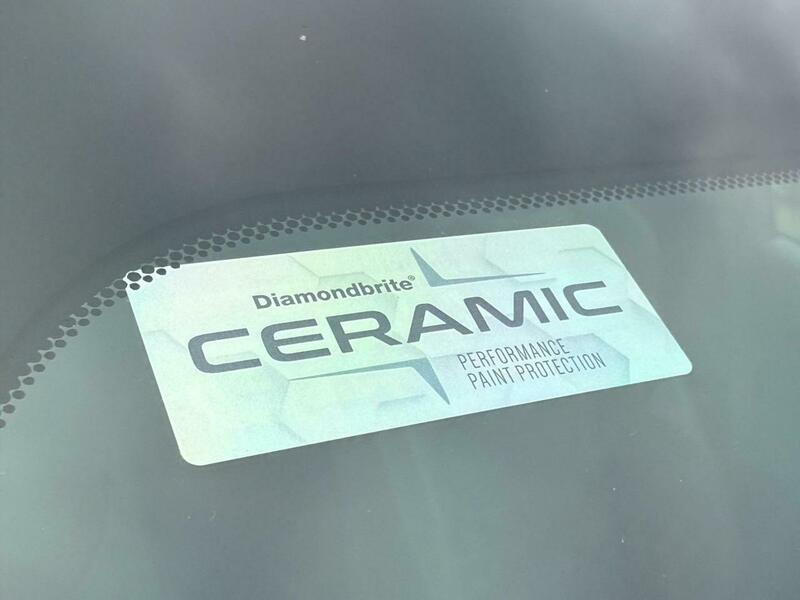 Diamondbrite®
CERAMIC
PERFORMANCE
PAINT PROTECTION